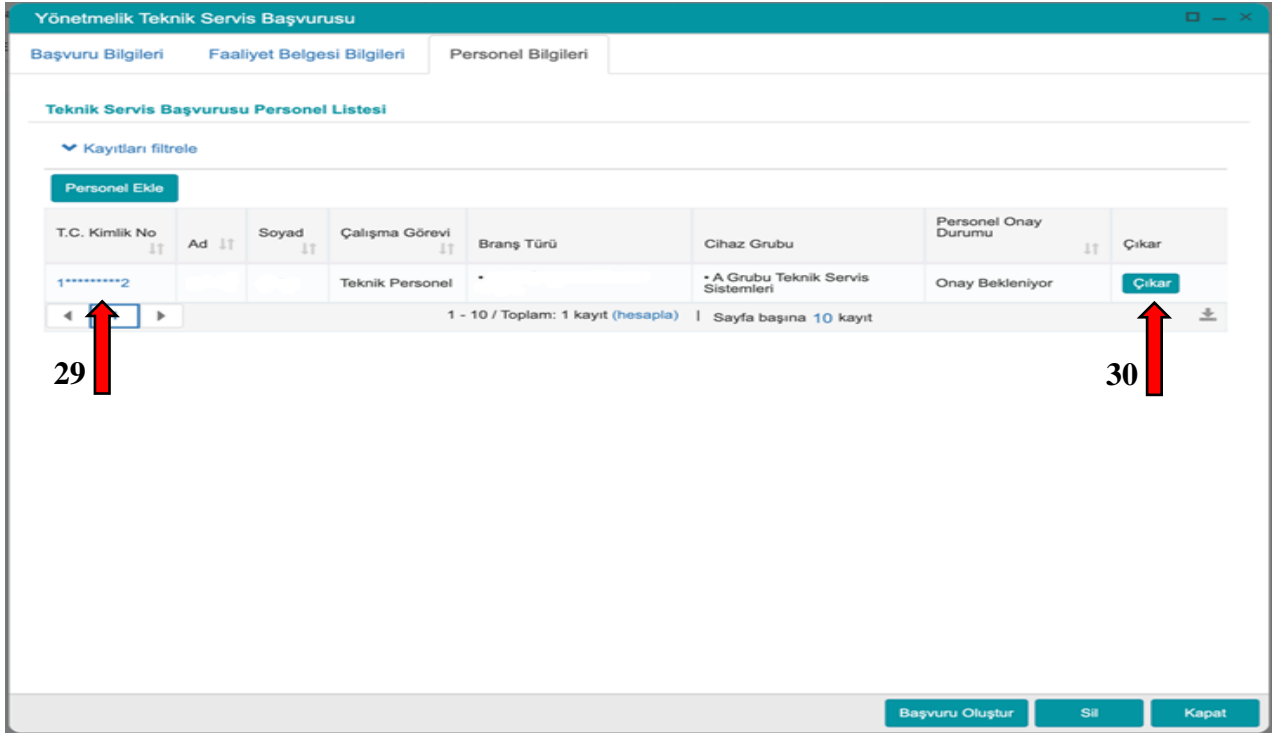 Yönetmelik Teknik Servis Başvurusu
Başvuru Bilgileri Faaliyet Belgesi Bilgileri Personel Bilgileri
Teknik Servis Başvurusu Personel Listesi
Kayıtları filtrele
Personel Ekle
T.C. Kimlik No Ad Soyad Çalışma Görevi Branş Türü Cihaz Grubu Personel Onay Durumu Çıkar
1*********2 Teknik Personel • • A Grubu Teknik Servis Sistemleri Onay Bekleniyor Çıkar
1 - 10 / Toplam: 1 kayıt (hesapla) | Sayfa başına 10 kayıt
29 30
Başvuru Oluştur Sil Kapat